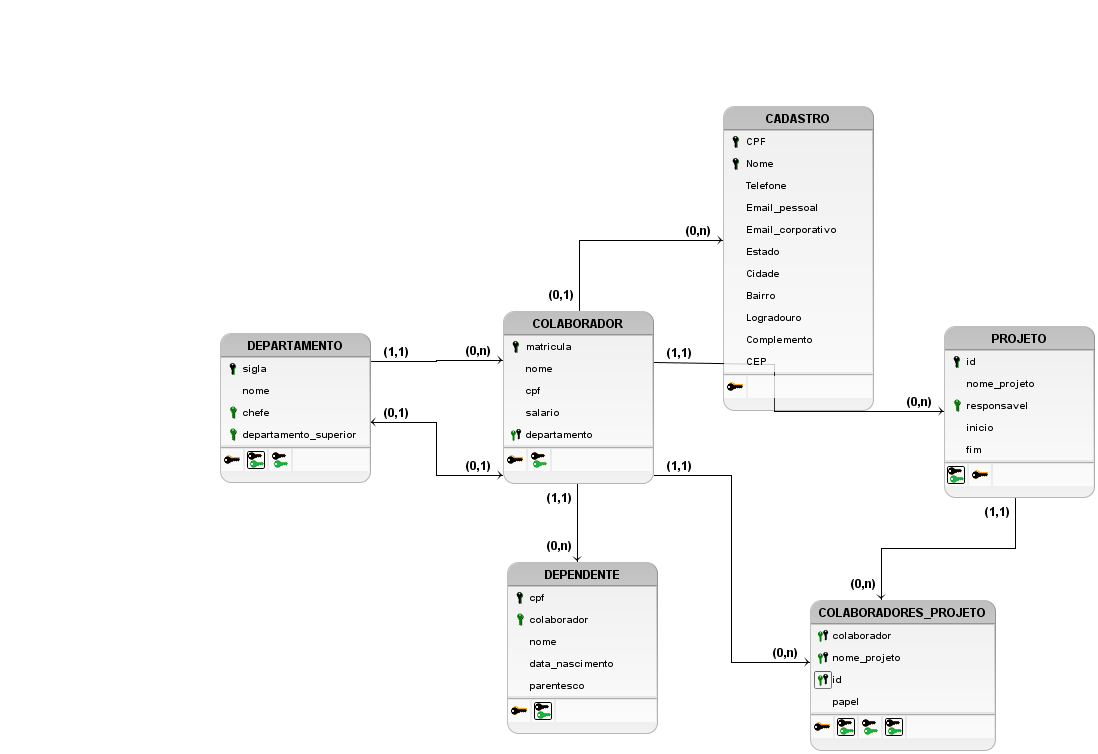 CADASTRO
CPF
Nome
Telefone
Email_pessoal
Email_corporativo
Estado
Cidade
Bairro
Logradouro
Complemento
CEP
(0,n)
(0,1)
COLABORADOR
matricula
nome
cpf
salario
departamento
DEPARTAMENTO
sigla
nome
chefe
departamento_superior
(1,1)
(0,n)
(0,1)
(0,1)
(1,1)
(0,n)
PROJETO
id
nome_projeto
responsavel
inicio
fim
(1,1)
(1,1)
(0,n)
DEPENDENTE
cpf
colaborador
nome
data_nascimento
parentesco
(1,1)
(0,n)
(0,n)
COLABORADORES_PROJETO
colaborador
nome_projeto
id
papel